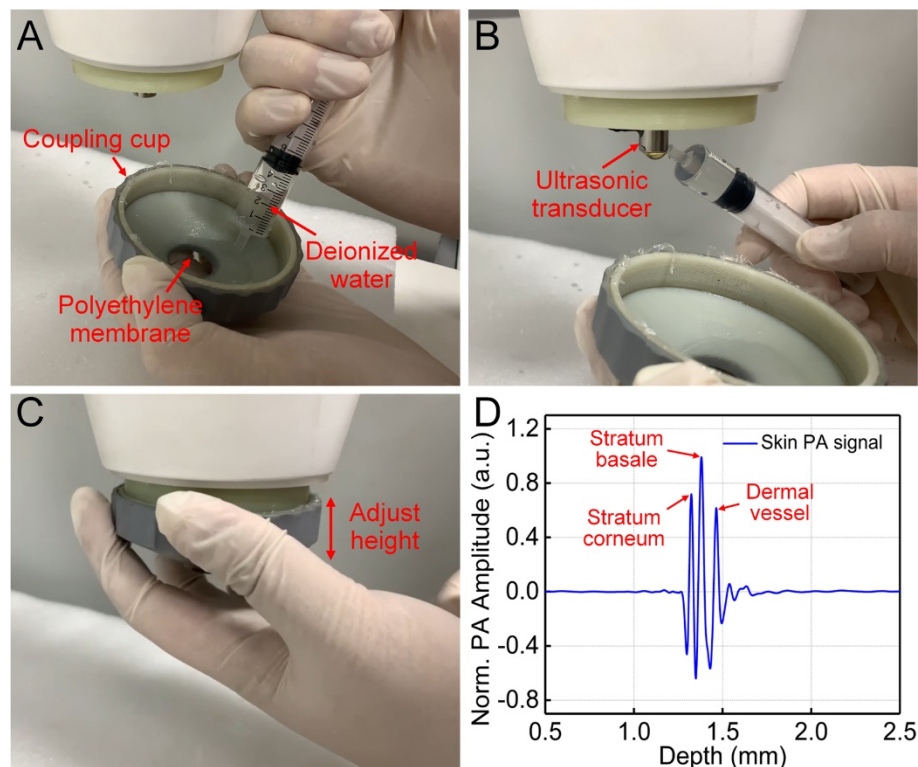 A
Coupling cup
Deionized
water
Polyethylene
membrane
B
Ultrasonic
transducer
C
Adjust
height
D
Norm. PA Amplitude (a.u.)
1.2
0.8
0.4
0.0
-0.4
-0.8
Skin PA signal
Stratum
basale
Stratum
corneum
Dermal
vessel
0.5
1.0
1.5
2.0
2.5
Depth (mm)